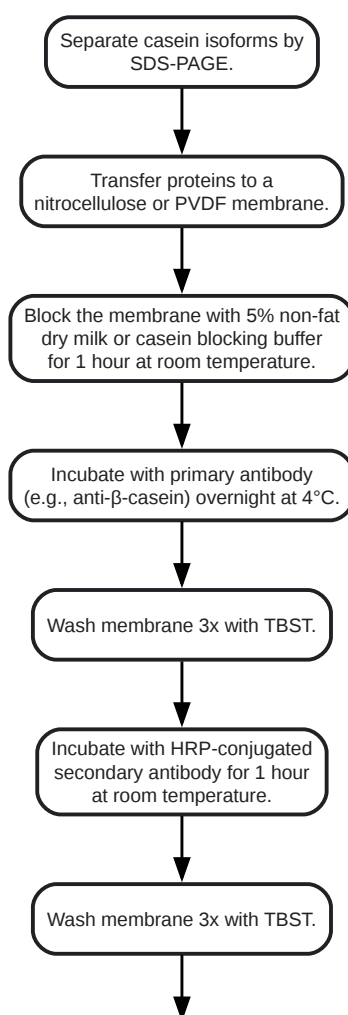 Separate casein isoforms by
SDS-PAGE.
Transfer proteins to a
nitrocellulose or PVDF membrane.
Block the membrane with 5% non-fat
dry milk or casein blocking buffer
for 1 hour at room temperature.
Incubate with primary antibody
(e.g., anti-β-casein) overnight at 4°C.
Wash membrane 3x with TBST.
Incubate with HRP-conjugated
secondary antibody for 1 hour
at room temperature.
Wash membrane 3x with TBST.